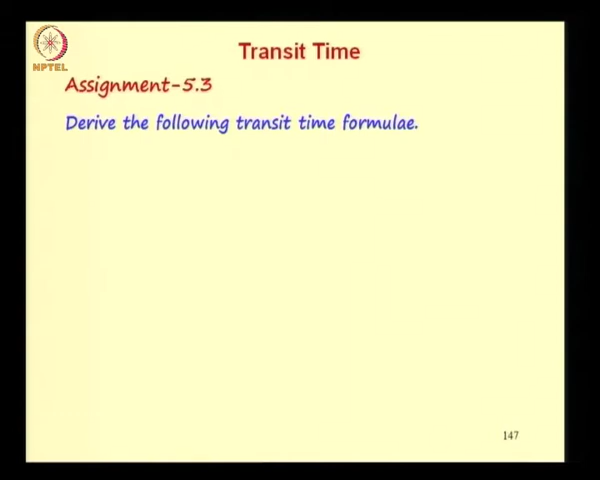 Transit Time
NPTEL
Assignment-5.3
Derive the following transit time formulae.
147